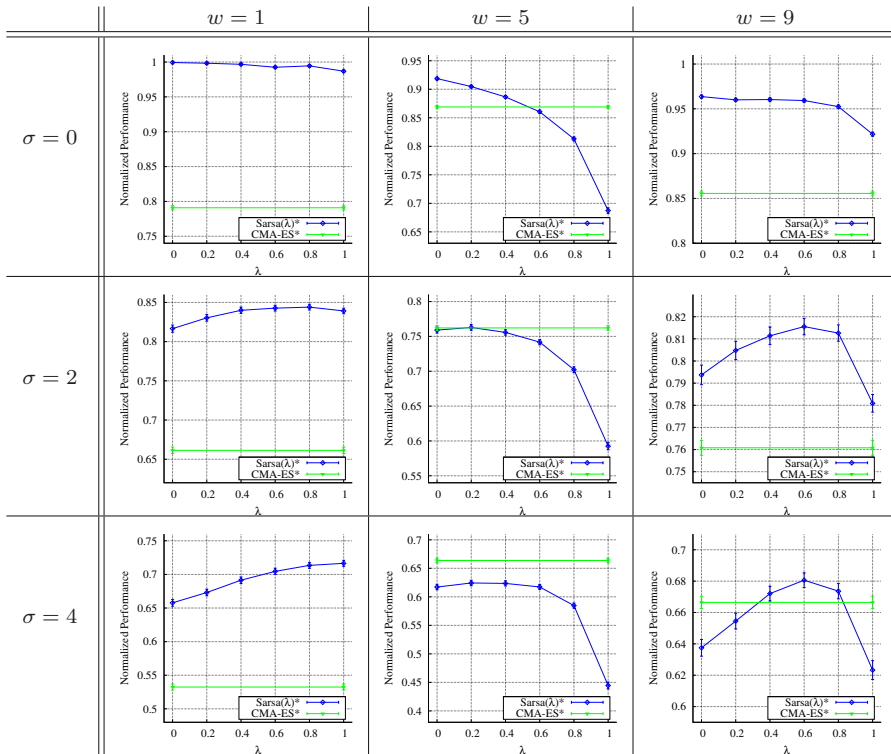 w = 1
w = 5
w = 9
σ = 0
Normalized Performance
1
0.95
0.9
0.85
0.8
0.75
0 0.2 0.4 0.6 0.8 1
λ
Sarsa(λ)*
CMA-ES*
Normalized Performance
0.95
0.9
0.85
0.8
0.75
0.7
0.65
0 0.2 0.4 0.6 0.8 1
λ
Sarsa(λ)*
CMA-ES*
Normalized Performance
1
0.95
0.9
0.85
0.8
0 0.2 0.4 0.6 0.8 1
λ
Sarsa(λ)*
CMA-ES*
σ = 2
Normalized Performance
0.85
0.8
0.75
0.7
0.65
0 0.2 0.4 0.6 0.8 1
λ
Sarsa(λ)*
CMA-ES*
Normalized Performance
0.8
0.75
0.7
0.65
0.6
0.55
0 0.2 0.4 0.6 0.8 1
λ
Sarsa(λ)*
CMA-ES*
Normalized Performance
0.82
0.81
0.8
0.79
0.78
0.77
0.76
0.75
0 0.2 0.4 0.6 0.8 1
λ
Sarsa(λ)*
CMA-ES*
σ = 4
Normalized Performance
0.75
0.7
0.65
0.6
0.55
0.5
0 0.2 0.4 0.6 0.8 1
λ
Sarsa(λ)*
CMA-ES*
Normalized Performance
0.7
0.65
0.6
0.55
0.5
0.45
0.4
0 0.2 0.4 0.6 0.8 1
λ
Sarsa(λ)*
CMA-ES*
Normalized Performance
0.7
0.68
0.66
0.64
0.62
0.6
0 0.2 0.4 0.6 0.8 1
λ
Sarsa(λ)*
CMA-ES*